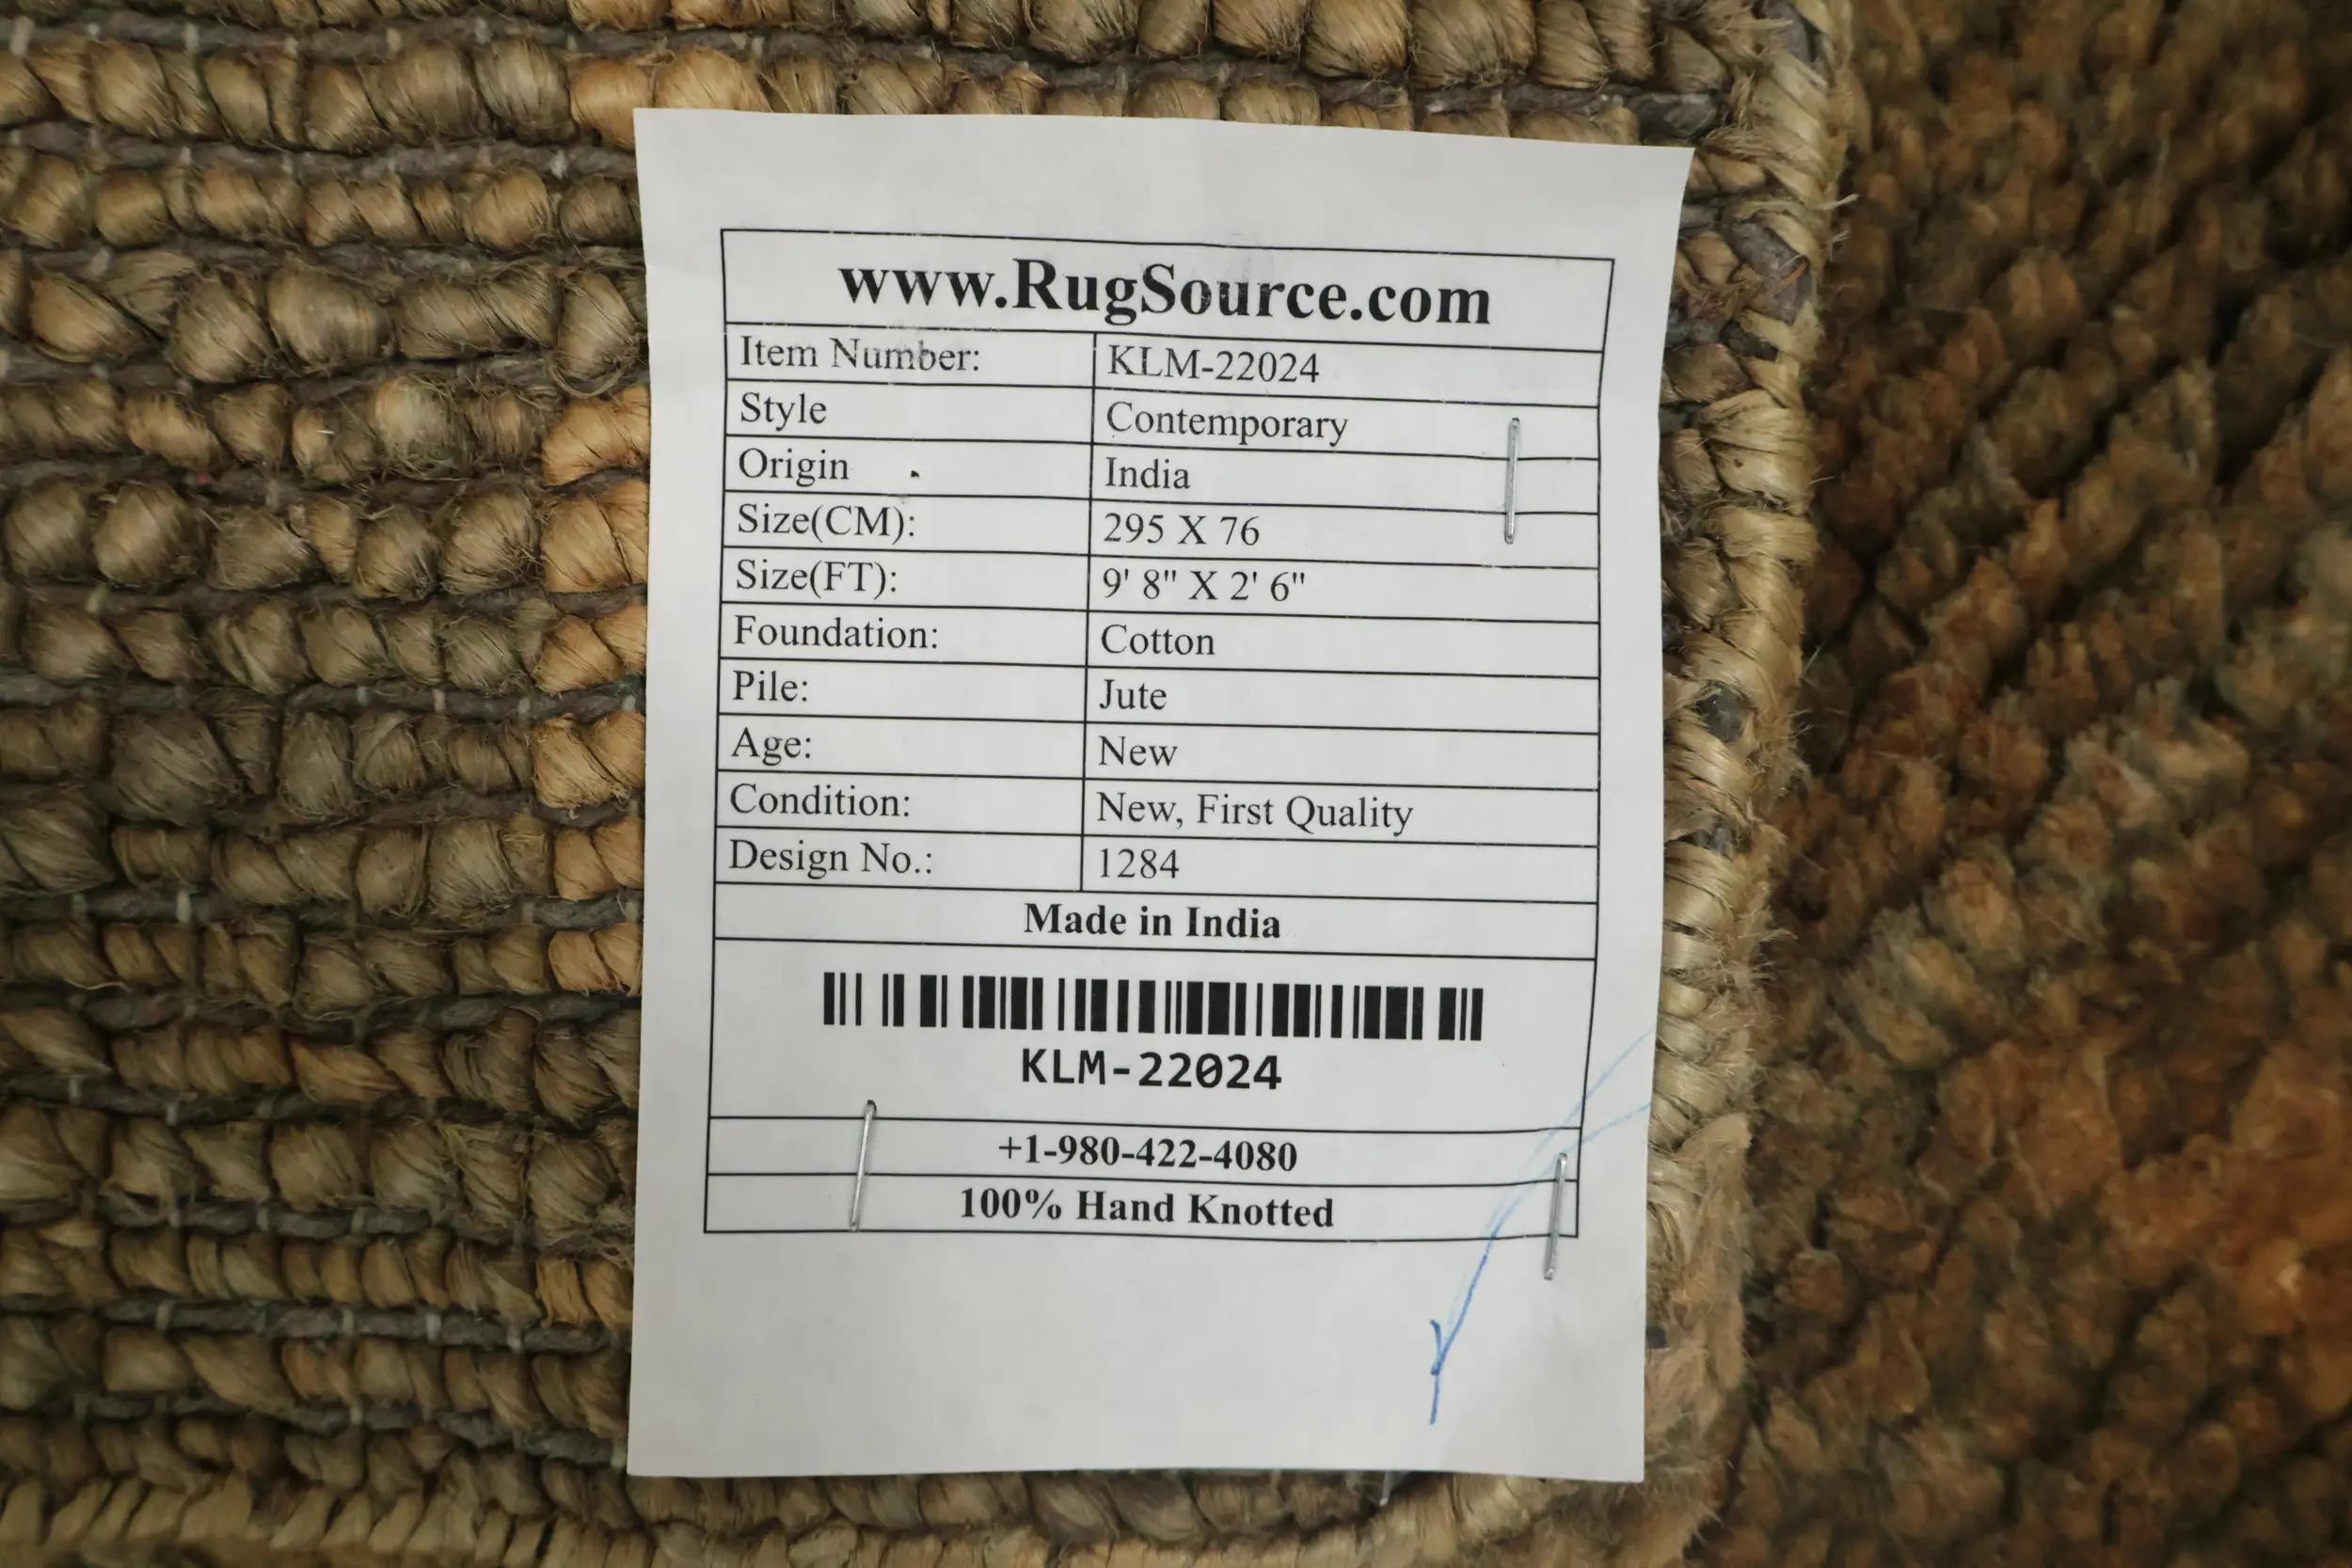 www.RugSource.com
Item Number: KLM-22024
Style Contemporary
Origin India
Size(CM): 295 X 76
Size(FT): 9' 8" X 2' 6"
Foundation: Cotton
Pile: Jute
Age: New
Condition: New, First Quality
Design No.: 1284
Made in India
KLM-22024
+1-980-422-4080
100% Hand Knotted